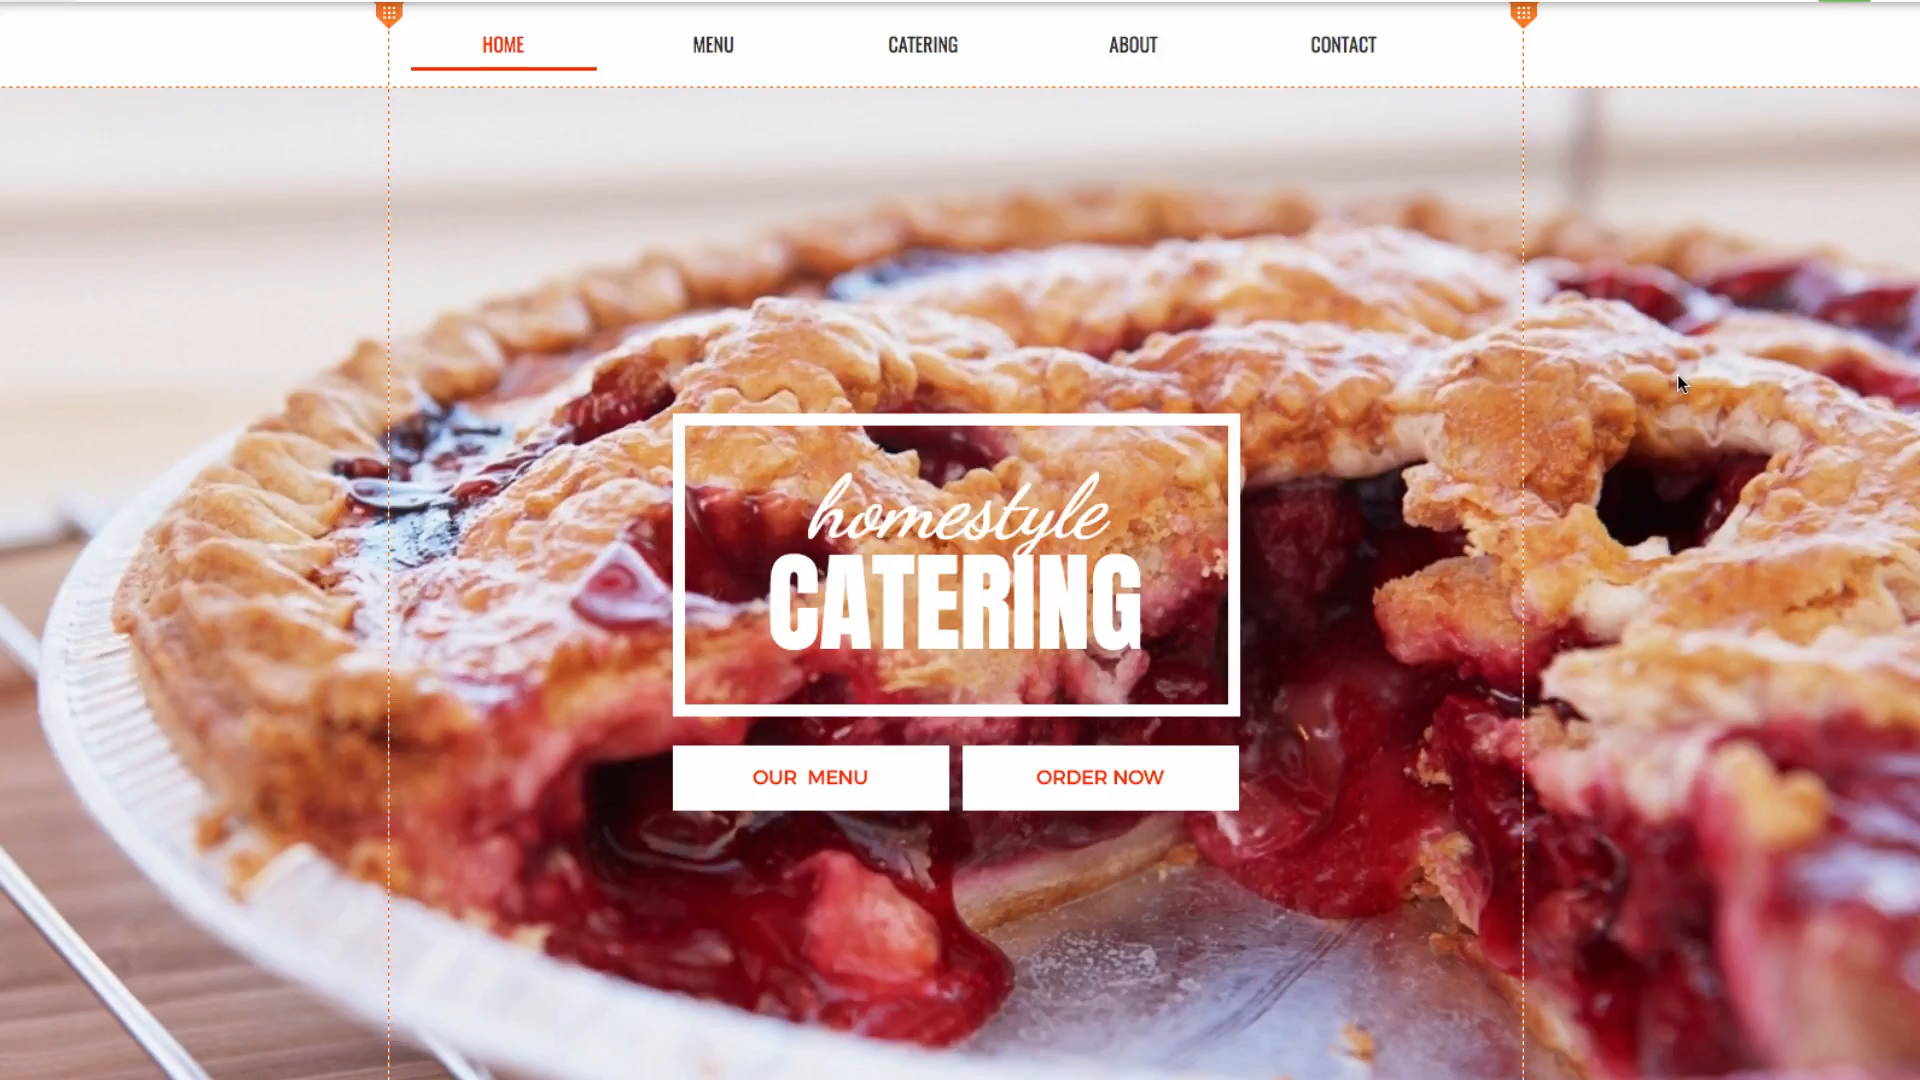 HOME MENU CATERING ABOUT CONTACT
homestyle
CATERING
OUR MENU ORDER NOW